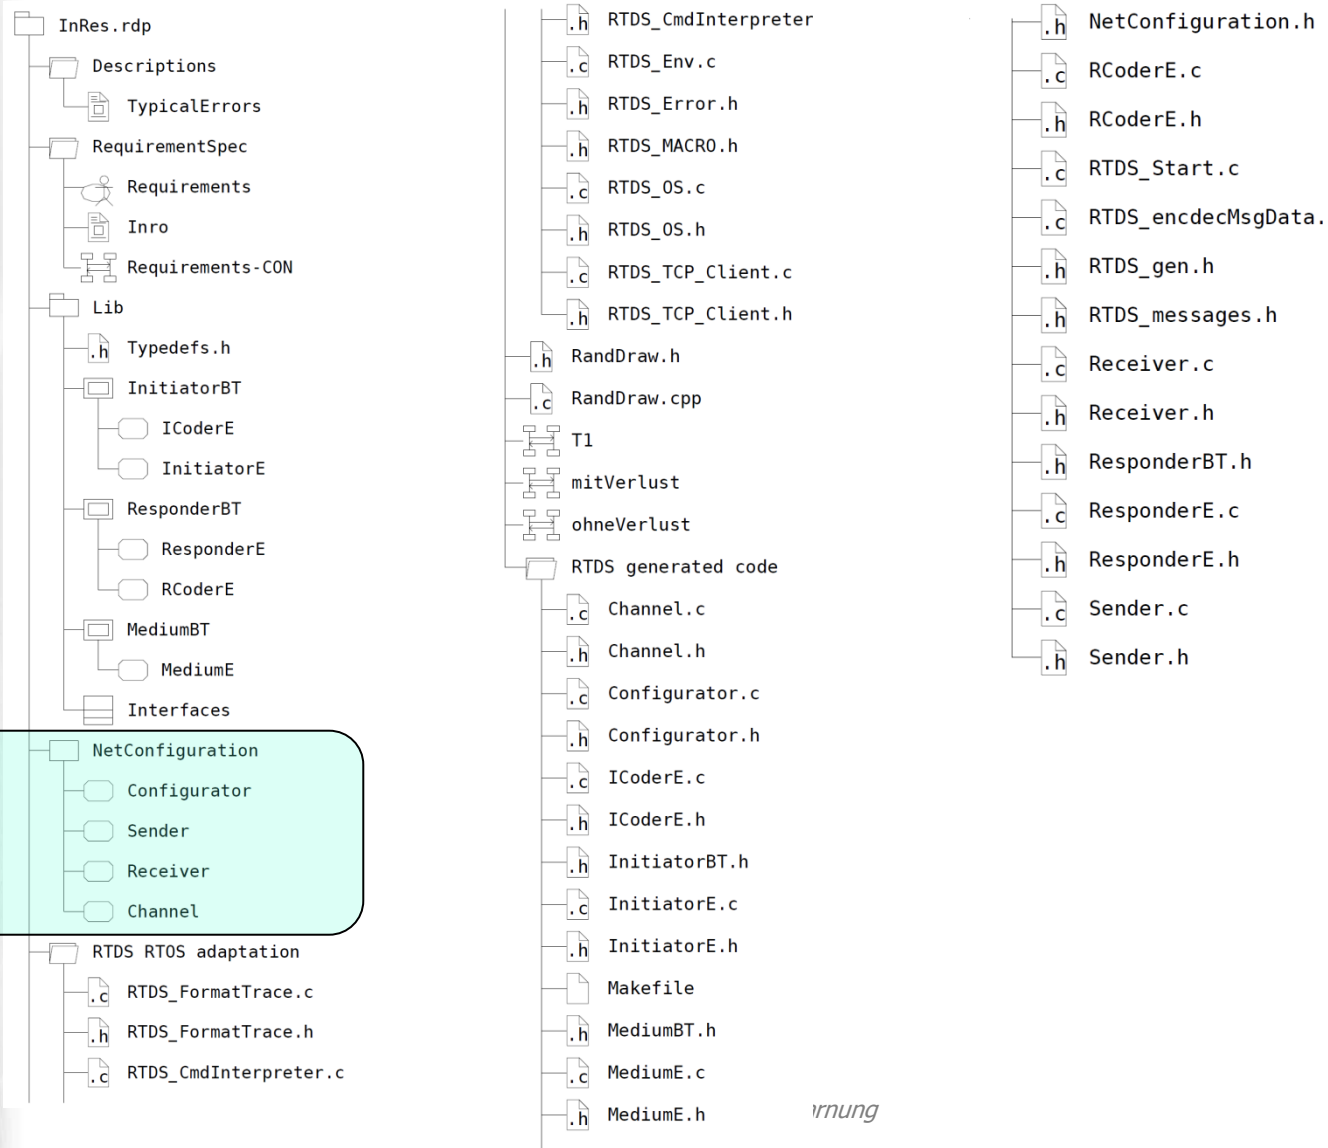 InRes.rdp
Descriptions
TypicalErrors
RequirementSpec
Requirements
Inro
Requirements-CON
Lib
.h Typedefs.h
InitiatorBT
ICoderE
InitiatorE
ResponderBT
ResponderE
RCoderE
MediumBT
MediumE
Interfaces
NetConfiguration
Configurator
Sender
Receiver
Channel
RTDS RTOS adaptation
.c RTDS_FormatTrace.c
.h RTDS_FormatTrace.h
.c RTDS_CmdInterpreter.c
.h RTDS_CmdInterpreter
.c RTDS_Env.c
.h RTDS_Error.h
.h RTDS_MACRO.h
.c RTDS_OS.c
.h RTDS_OS.h
.c RTDS_TCP_Client.c
.h RTDS_TCP_Client.h
.h RandDraw.h
.c RandDraw.cpp
T1
mitVerlust
ohneVerlust
RTDS generated code
.c Channel.c
.h Channel.h
.c Configurator.c
.h Configurator.h
.c ICoderE.c
.h ICoderE.h
.h InitiatorBT.h
.c InitiatorE.c
.h InitiatorE.h
Makefile
.h MediumBT.h
.c MediumE.c
.h MediumE.h
.h NetConfiguration.h
.c RCoderE.c
.h RCoderE.h
.c RTDS_Start.c
.c RTDS_encdecMsgData.
.h RTDS_gen.h
.h RTDS_messages.h
.c Receiver.c
.h Receiver.h
.h ResponderBT.h
.c ResponderE.c
.h ResponderE.h
.c Sender.c
.h Sender.h